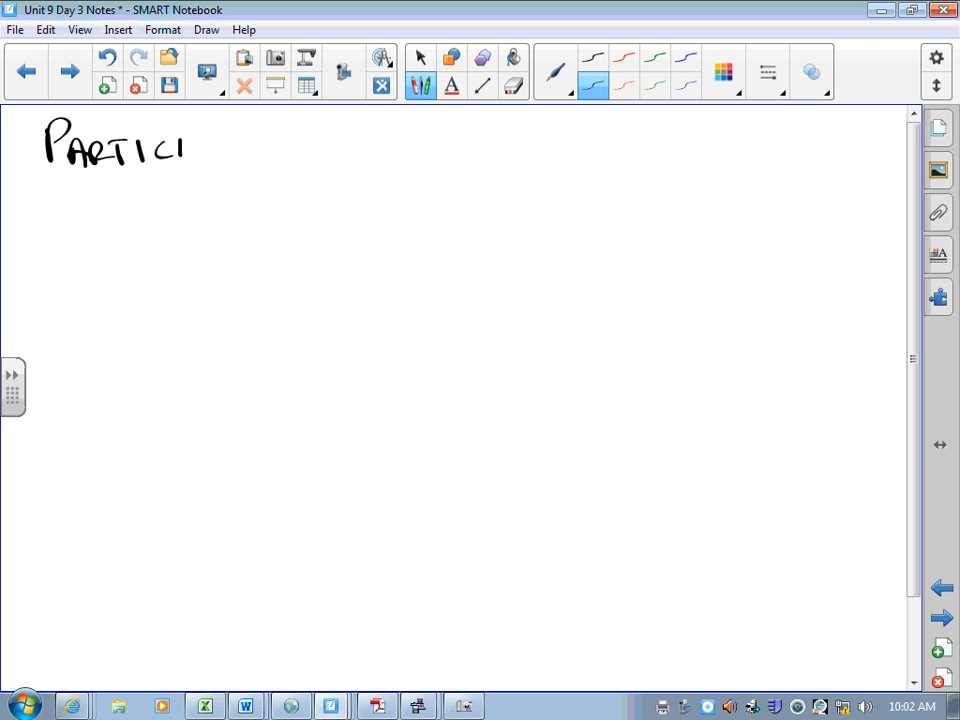 Unit 9 Day 3 Notes * - SMART Notebook
File Edit View Insert Format Draw Help
PARTICI
10:02 AM